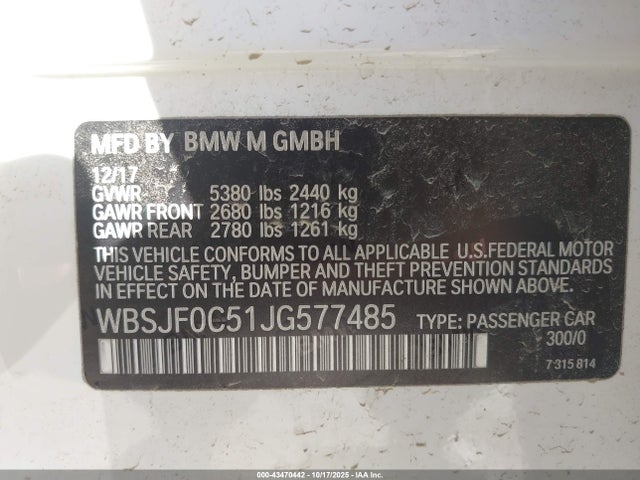 MFD BY BMW M GMBH
12/17
GVWR 5380 lbs 2440 kg
GAWR FRONT 2680 lbs 1216 kg
GAWR REAR 2780 lbs 1261 kg
THIS VEHICLE CONFORMS TO ALL APPLICABLE U.S.FEDERAL MOTOR
VEHICLE SAFETY, BUMPER AND THEFT PREVENTION STANDARDS
IN EFFECT ON THE DATE OF MANUFACTURE SHOWN ABOVE.
WBSJF0C51JG577485 TYPE: PASSENGER CAR
300/0
7 315 814
000-43470442 - 10/17/2025 - IAA, Inc.